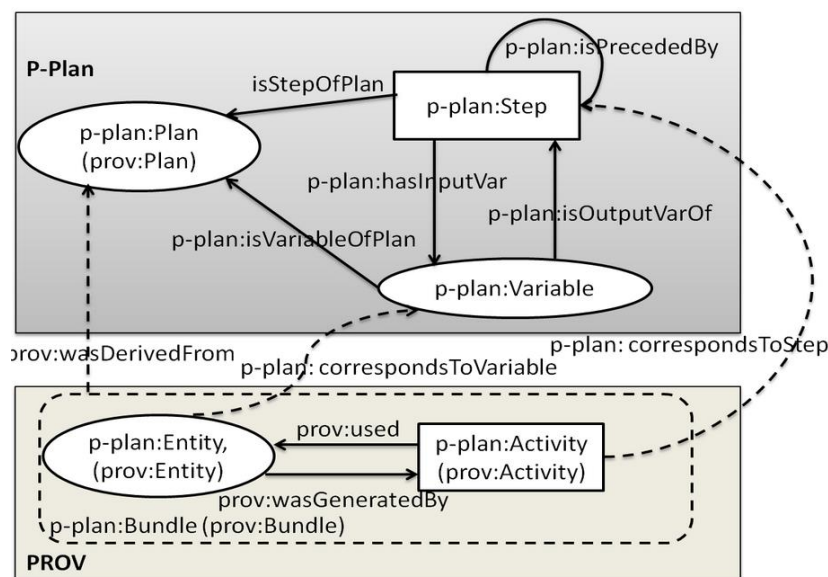 p-plan:isPrecededBy
P-Plan
isStepOfPlan
p-plan:Step
p-plan:Plan
(prov:Plan)
p-plan:hasInputVar
p-plan:isOutputVarOf
p-plan:isVariableOfPlan
p-plan:Variable
prov:wasDerivedFrom
p-plan: correspondsToStep
p-plan: correspondsToVariable
prov:used
p-plan:Entity,
(prov:Entity)
p-plan:Activity
(prov:Activity)
prov:wasGeneratedBy
p-plan:Bundle (prov:Bundle)
PROV